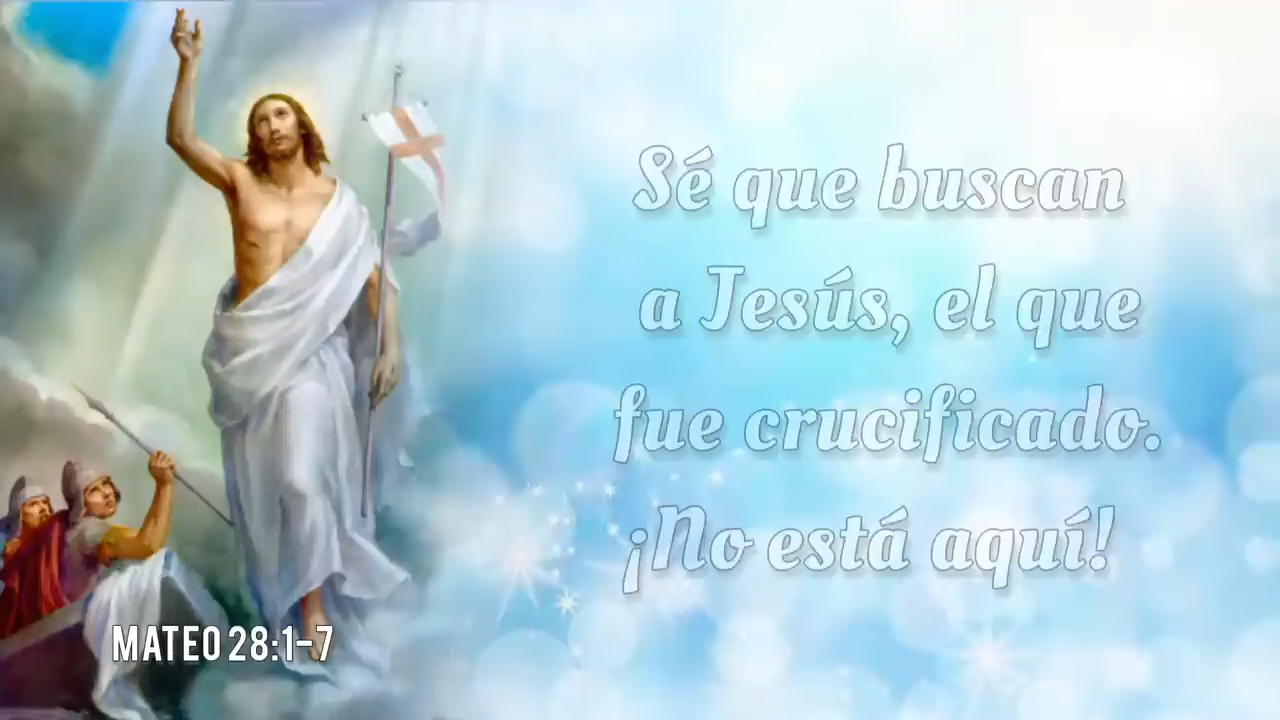 Sé que buscan
a Jesús, el que
fue crucificado.
¡No está aquí!
MATEO 28:1-7